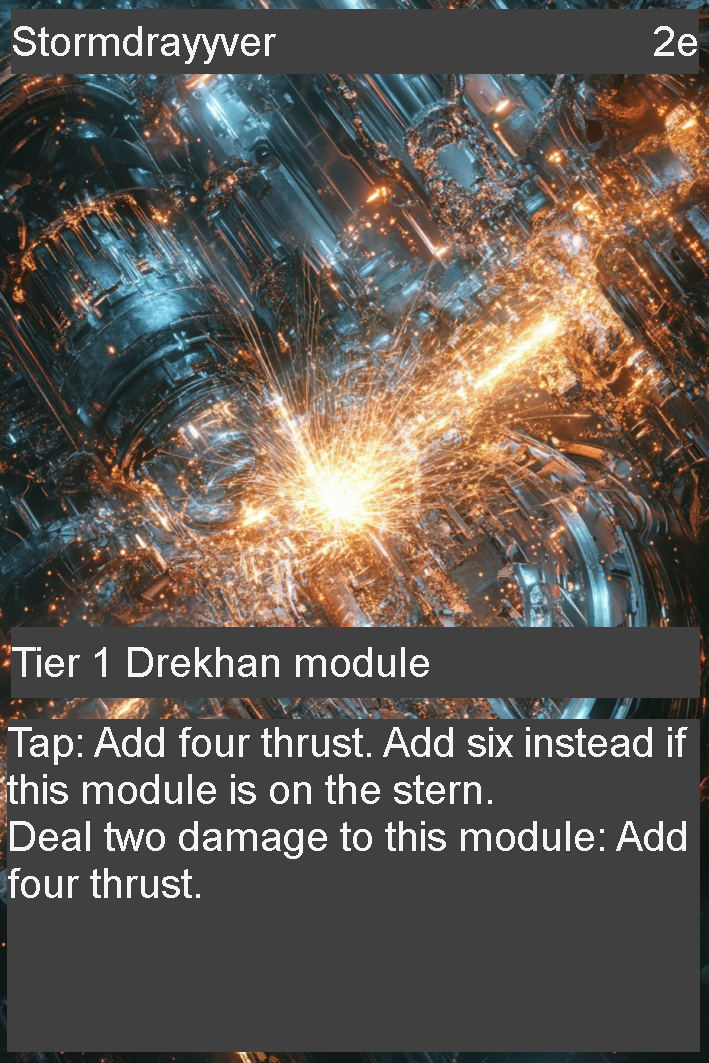 Stormdrayyver 2e
Tier 1 Drekhan module
Tap: Add four thrust. Add six instead if
this module is on the stern.
Deal two damage to this module: Add
four thrust.